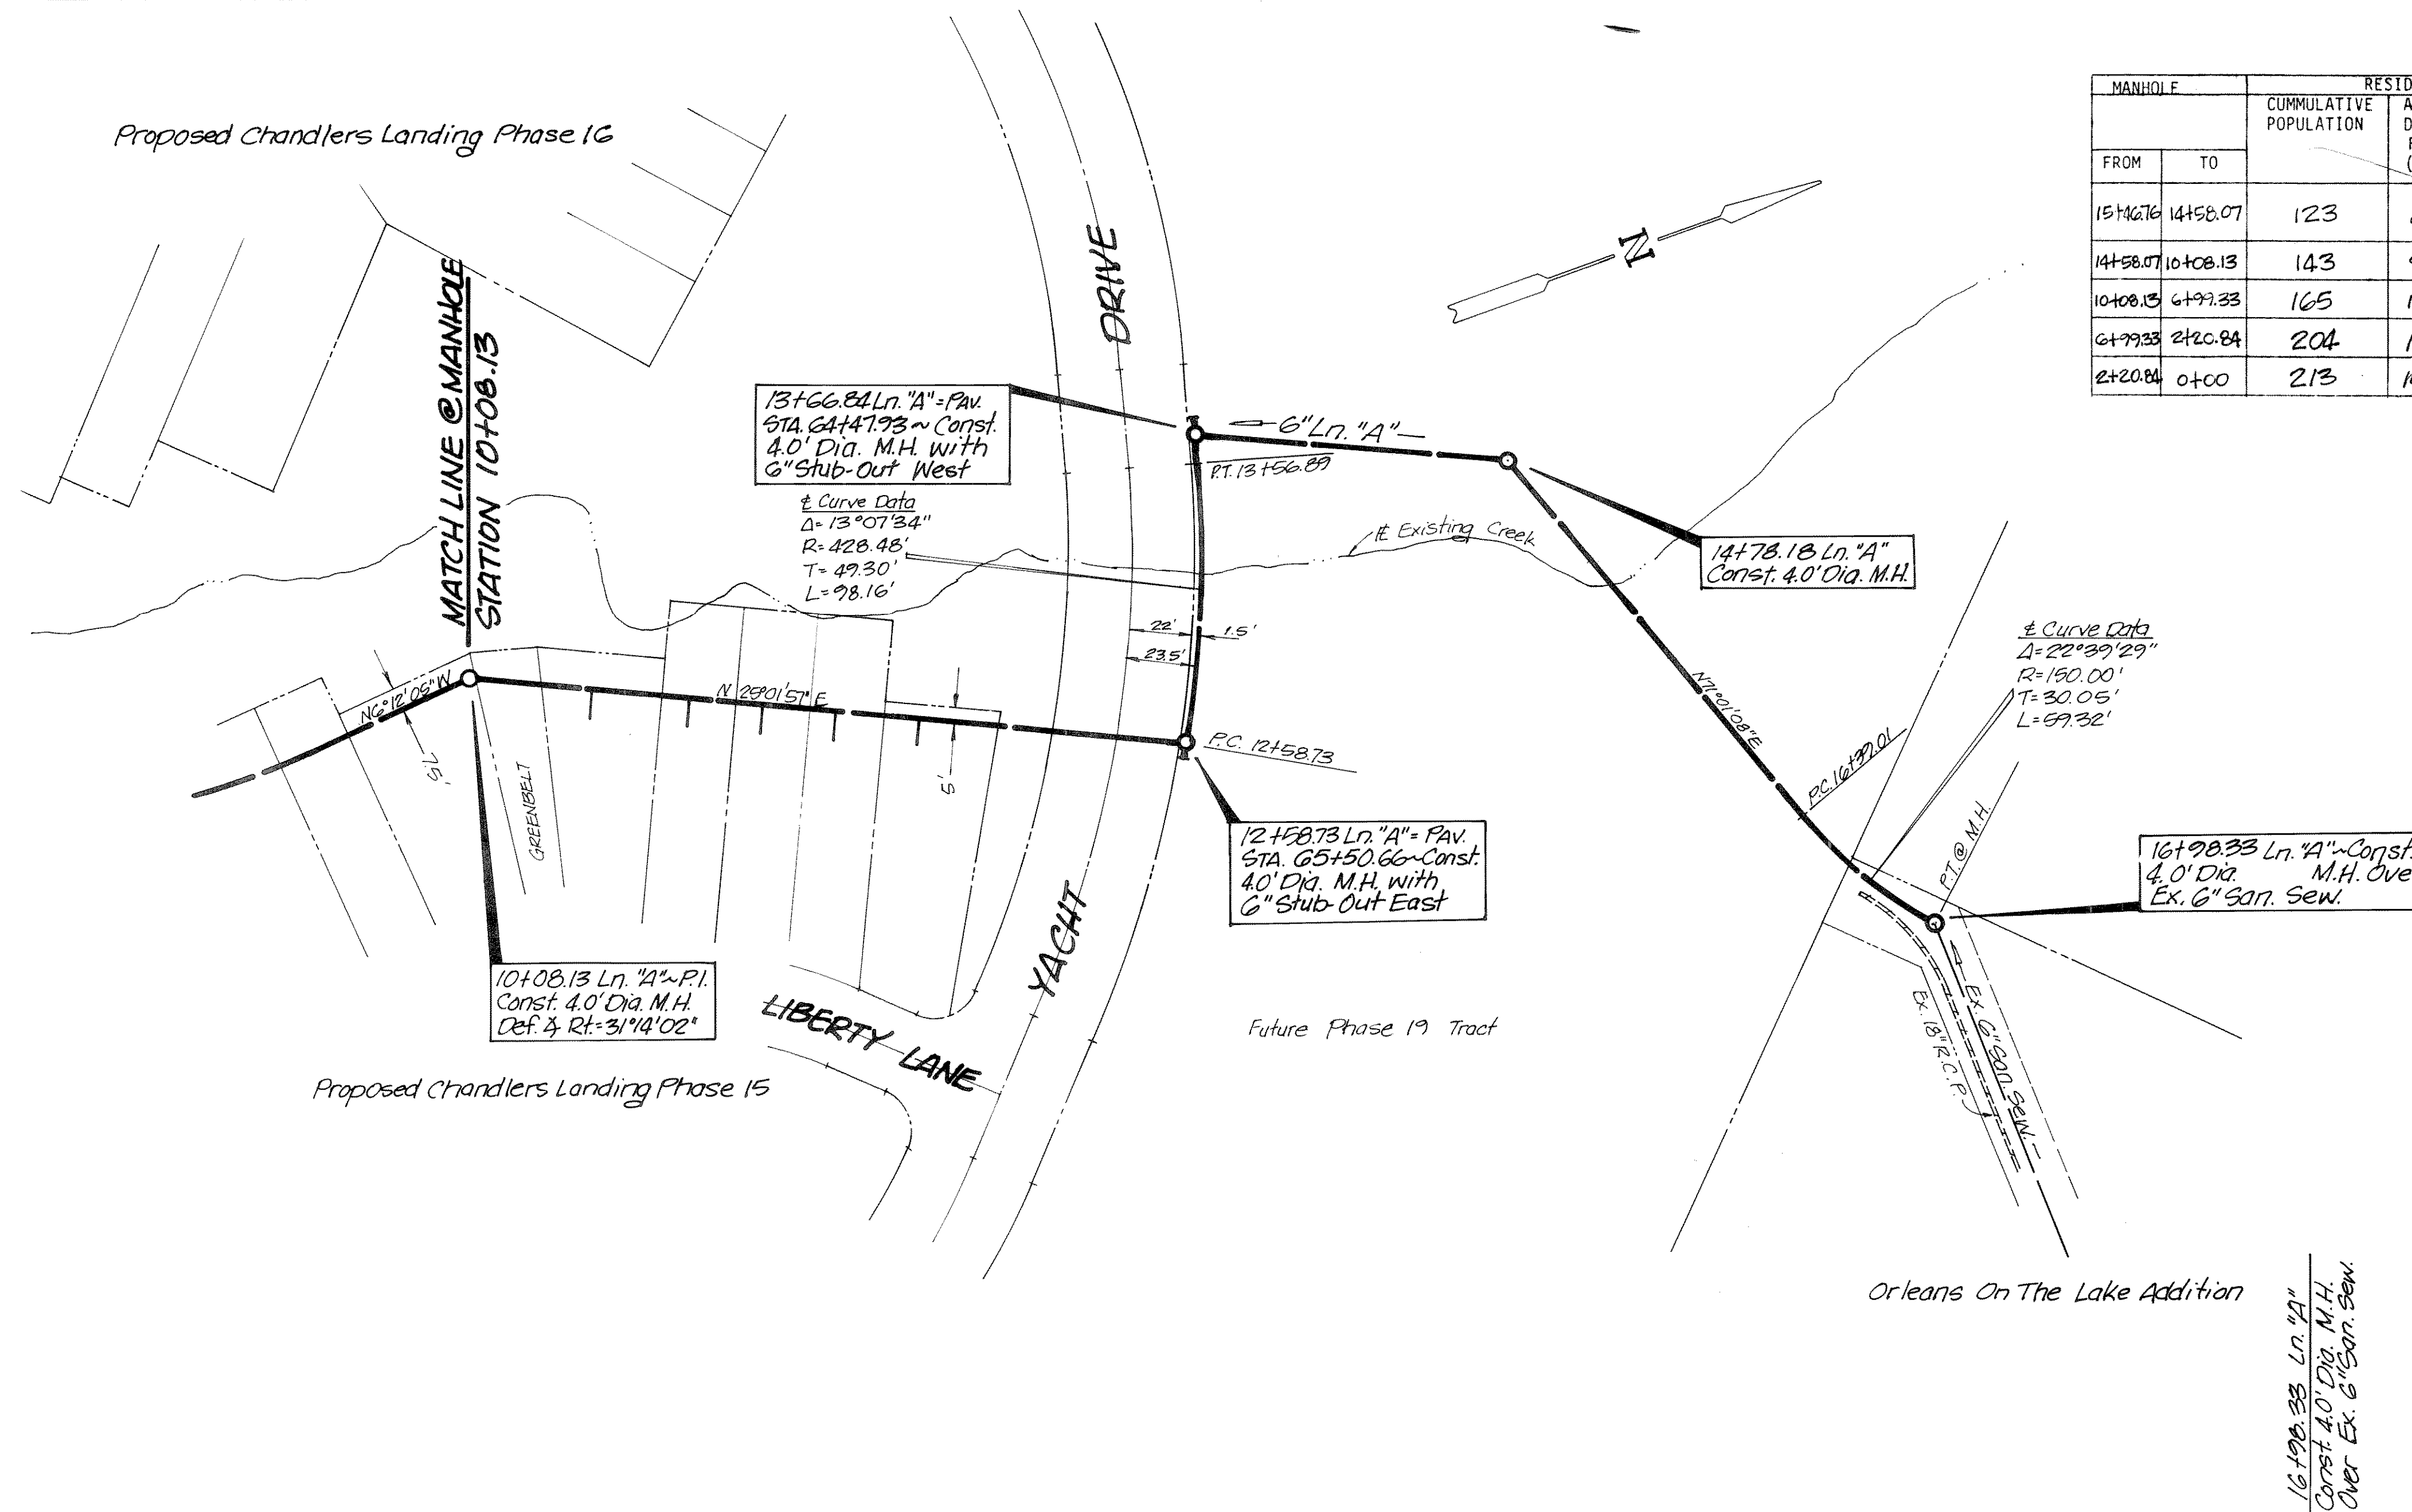 Proposed Chandlers Landing Phase 16
MATCH LINE @ MANHOLE
STATION 10+08.13
DRIVE
N
MANHOLE
RESID
CUMMULATIVE
POPULATION
FROM TO
15+46.76 14+58.07 123
14+58.07 10+08.13 143
10+08.13 6+99.33 165
6+99.33 2+20.84 204
2+20.84 0+00 213
13+66.84 Ln. "A" = PAV.
STA. 64+47.93 ~ Const.
4.0' Dia. M.H. with
6" Stub-Out West
₵ Curve Data
Δ= 13°07'34"
R= 428.48'
T= 49.30'
L= 98.16'
6" Ln. "A"
P.T. 13+56.89
₵ Existing Creek
14+78.18 Ln. "A"
Const. 4.0' Dia. M.H.
22'
1.5'
23.5'
N6°12'05"W
7.5'
N 25°01'57" E
5'
GREENBELT
P.C. 12+58.73
12+58.73 Ln. "A" = PAV.
STA. 65+50.66~Const.
4.0' Dia. M.H. with
6" Stub-Out East
N71°01'08"E
₵ Curve Data
Δ= 22°39'29"
R= 150.00'
T= 30.05'
L= 59.32'
P.C. 16+39.01
P.T. @ M.H.
16+98.33 Ln. "A"~Const.
4.0' Dia. M.H. Ove
Ex. 6" San. Sew.
10+08.13 Ln. "A"~P.I.
Const. 4.0' Dia. M.H.
Def. ∡ Rt.= 31°14'02"
LIBERTY LANE
YACHT
Future Phase 19 Tract
Proposed Chandlers Landing Phase 15
Ex. 18" R.C.P.
Ex. 6" San. Sew.
Orleans On The Lake Addition
16+98.33 Ln. "A"
Const. 4.0' Dia. M.H.
Over Ex. 6" San. Sew.